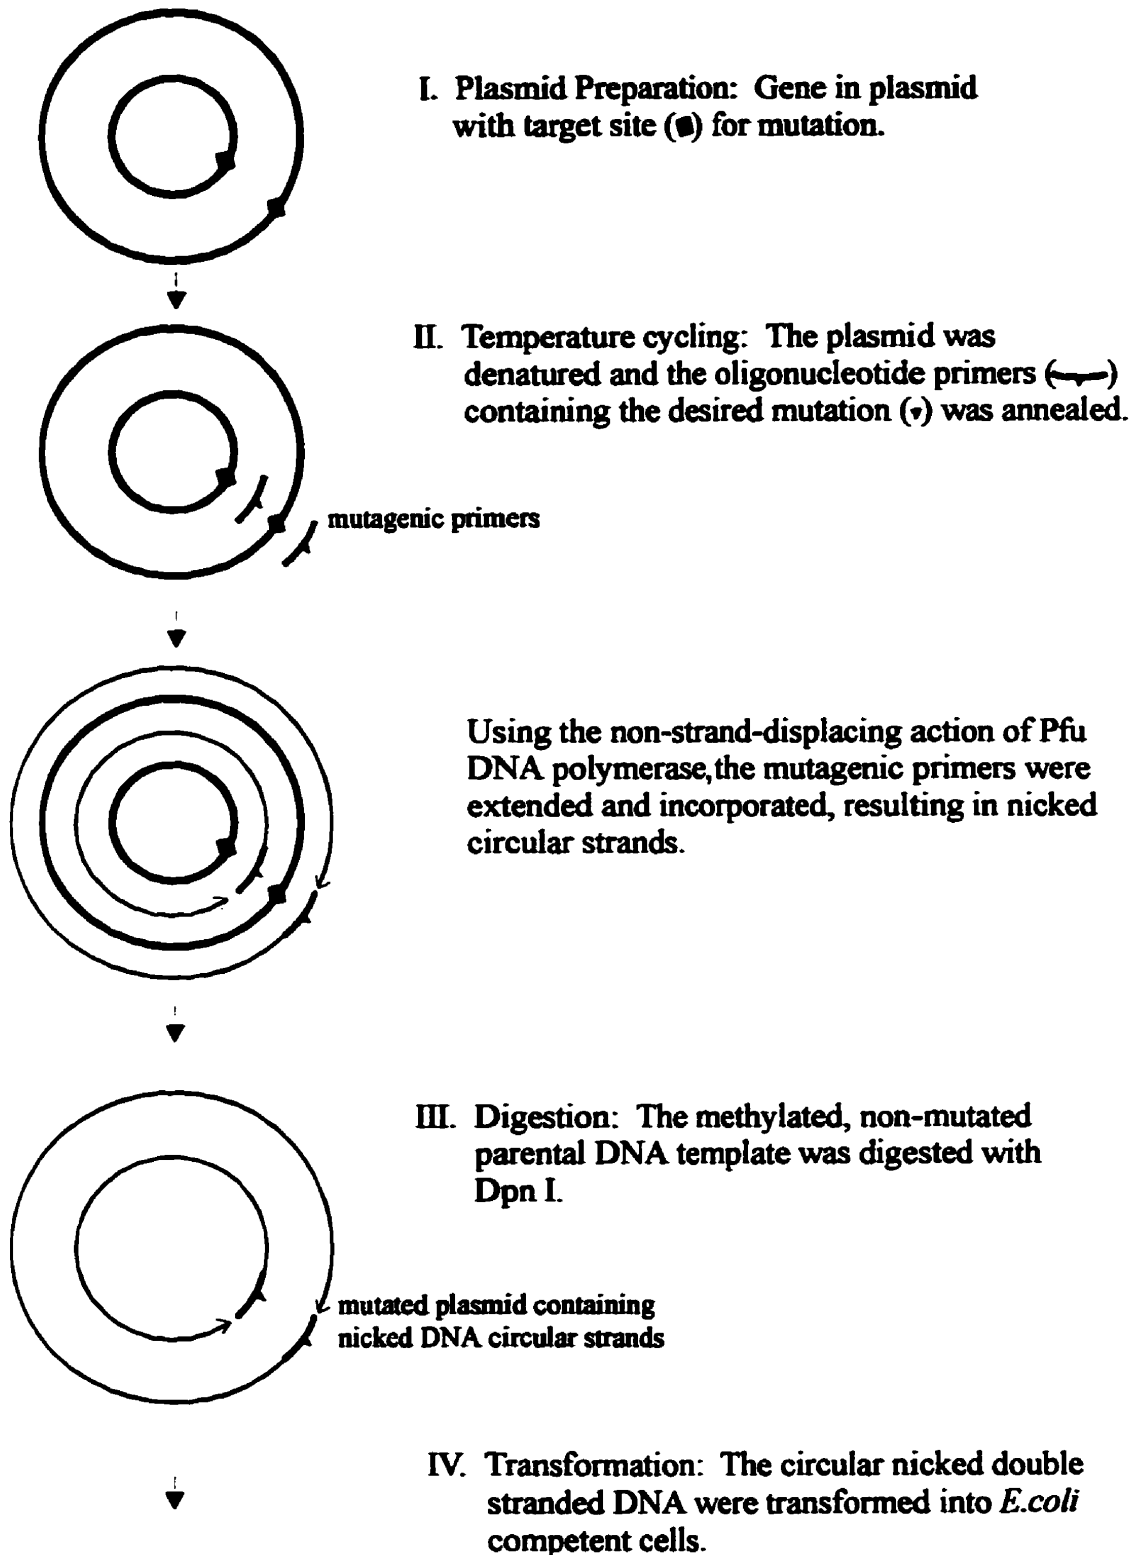 I. Plasmid Preparation: Gene in plasmid
with target site (■) for mutation.
II. Temperature cycling: The plasmid was
denatured and the oligonucleotide primers ( )
containing the desired mutation (▾) was annealed.
mutagenic primers
Using the non-strand-displacing action of Pfu
DNA polymerase,the mutagenic primers were
extended and incorporated, resulting in nicked
circular strands.
III. Digestion: The methylated, non-mutated
parental DNA template was digested with
Dpn I.
mutated plasmid containing
nicked DNA circular strands
IV. Transformation: The circular nicked double
stranded DNA were transformed into E.coli
competent cells.